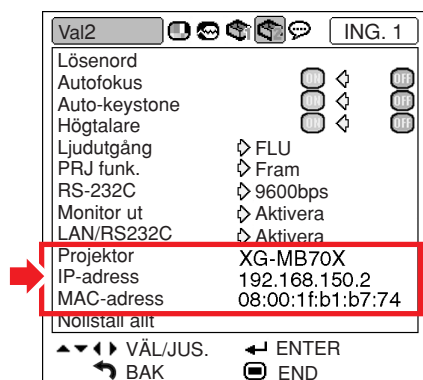 Val2 ING. 1
Lösenord
Autofokus ON OFF
Auto-keystone ON OFF
Högtalare ON OFF
Ljudutgång FLU
PRJ funk. Fram
RS-232C 9600bps
Monitor ut Aktivera
LAN/RS232C Aktivera
Projektor XG-MB70X
IP-adress 192.168.150.2
MAC-adress 08:00:1f:b1:b7:74
Nollställ allt
VÄL/JUS. ENTER
BAK END